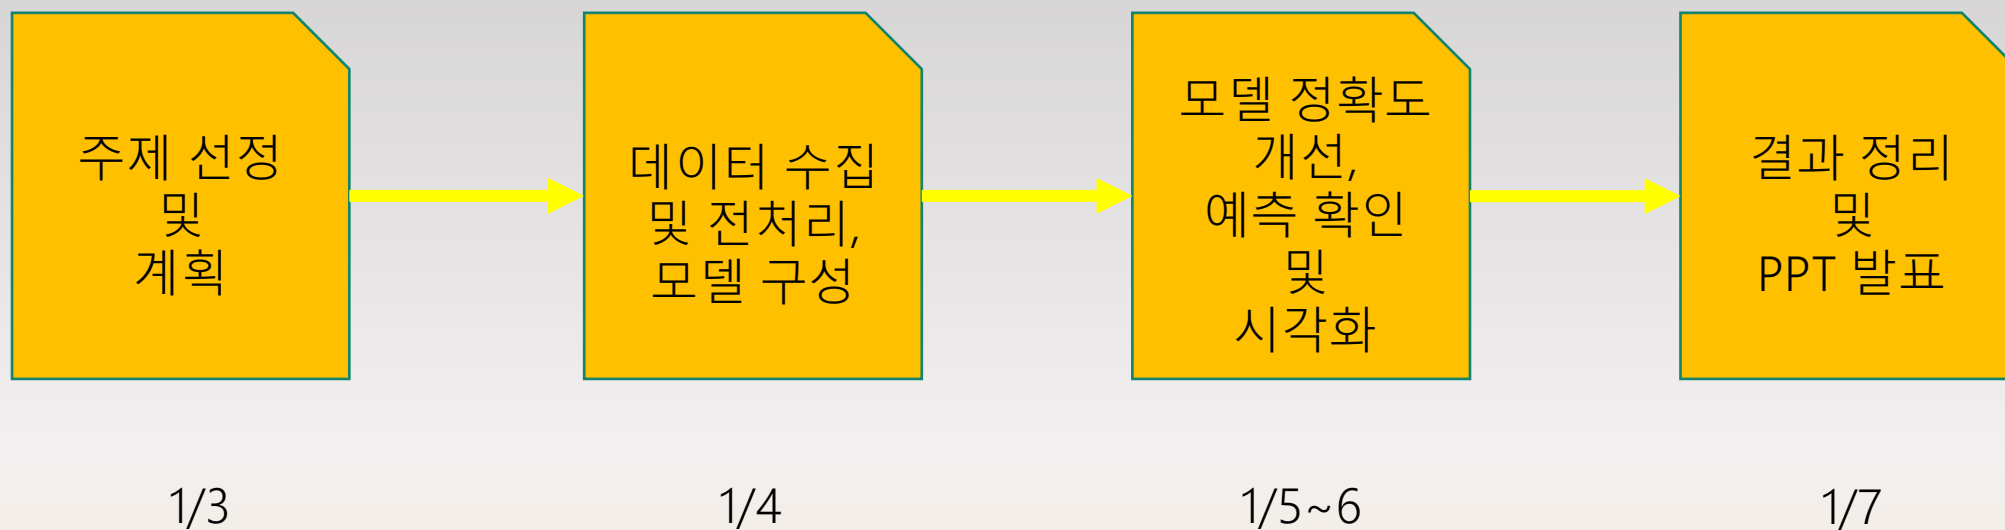 주제 선정
및
계획
데이터 수집
및 전처리,
모델 구성
모델 정확도
개선,
예측 확인
및
시각화
결과 정리
및
PPT 발표
1/3
1/4
1/5~6
1/7